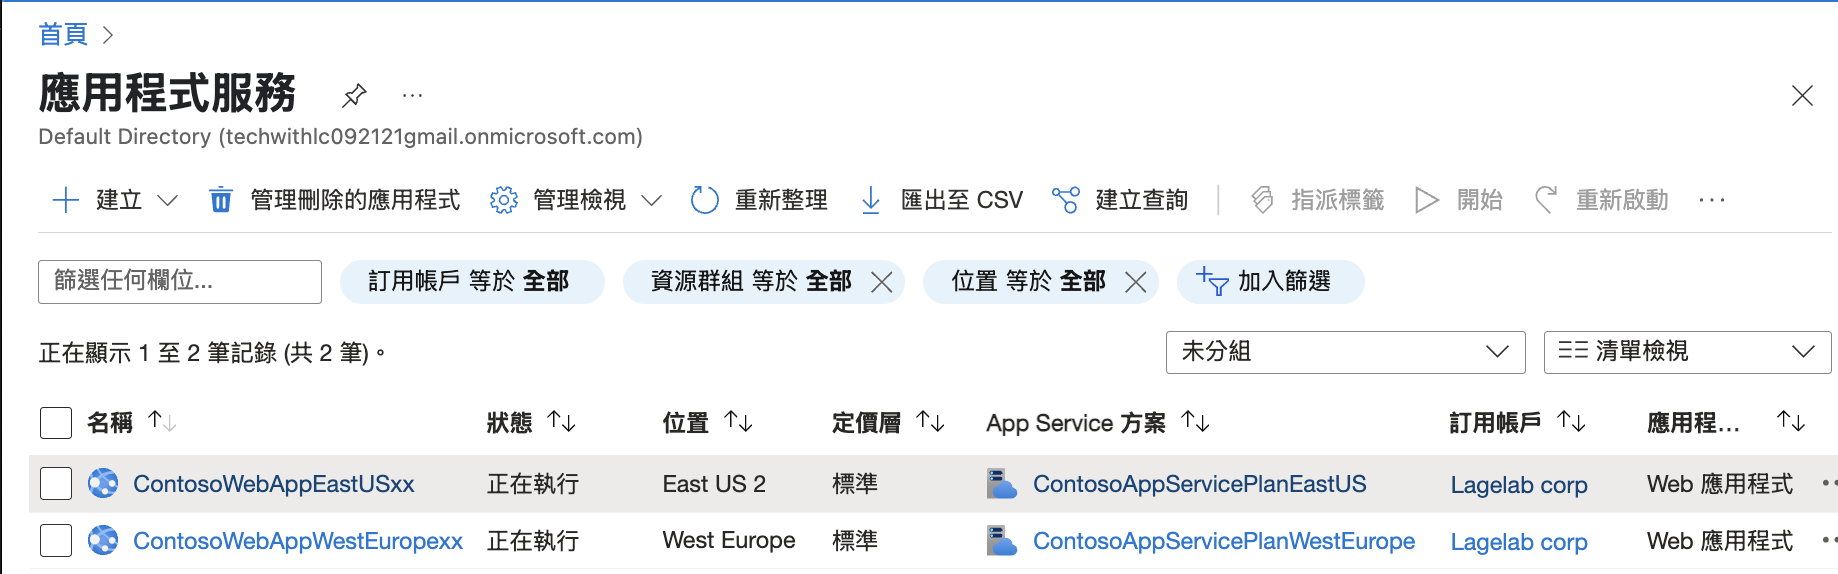 首頁
應用程式服務
Default Directory (techwithlc092121gmail.onmicrosoft.com)
建立 管理刪除的應用程式 管理檢視 重新整理 匯出至 CSV 建立查詢 指派標籤 開始 重新啟動
篩選任何欄位... 訂用帳戶 等於 全部 資源群組 等於 全部 位置 等於 全部 加入篩選
正在顯示 1 至 2 筆記錄 (共 2 筆)。 未分組 清單檢視
名稱 狀態 位置 定價層 App Service 方案 訂用帳戶 應用程...
ContosoWebAppEastUSxx 正在執行 East US 2 標準 ContosoAppServicePlanEastUS Lagelab corp Web 應用程式
ContosoWebAppWestEuropexx 正在執行 West Europe 標準 ContosoAppServicePlanWestEurope Lagelab corp Web 應用程式